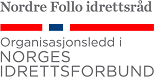 Nordre Follo idrettsråd
Organisasjonsledd i
NORGES
IDRETTSFORBUND